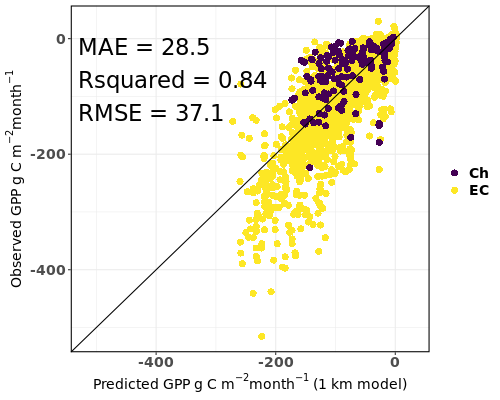 MAE = 28.5
Rsquared = 0.84
RMSE = 37.1
0
-200
-400
Observed GPP g C m⁻²month⁻¹
-400
-200
0
Predicted GPP g C m⁻²month⁻¹ (1 km model)
Ch
EC